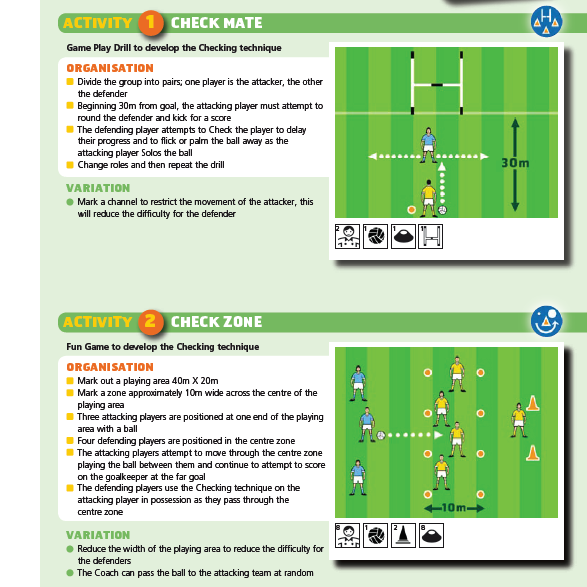 ACTIVITY 1 CHECK MATE
Game Play Drill to develop the Checking technique
ORGANISATION
Divide the group into pairs; one player is the attacker, the other
the defender
Beginning 30m from goal, the attacking player must attempt to
round the defender and kick for a score
The defending player attempts to Check the player to delay
their progress and to flick or palm the ball away as the
attacking player Solos the ball
Change roles and then repeat the drill
VARIATION
Mark a channel to restrict the movement of the attacker, this
will reduce the difficulty for the defender
30m
2 1 1 1
ACTIVITY 2 CHECK ZONE
Fun Game to develop the Checking technique
ORGANISATION
Mark out a playing area 40m X 20m
Mark a zone approximately 10m wide across the centre of the
playing area
Three attacking players are positioned at one end of the playing
area with a ball
Four defending players are positioned in the centre zone
The attacking players attempt to move through the centre zone
playing the ball between them and continue to attempt to score
on the goalkeeper at the far goal
The defending players use the Checking technique on the
attacking player in possession as they pass through the
centre zone
VARIATION
Reduce the width of the playing area to reduce the difficulty for
the defenders
The Coach can pass the ball to the attacking team at random
10m
8 1 2 8